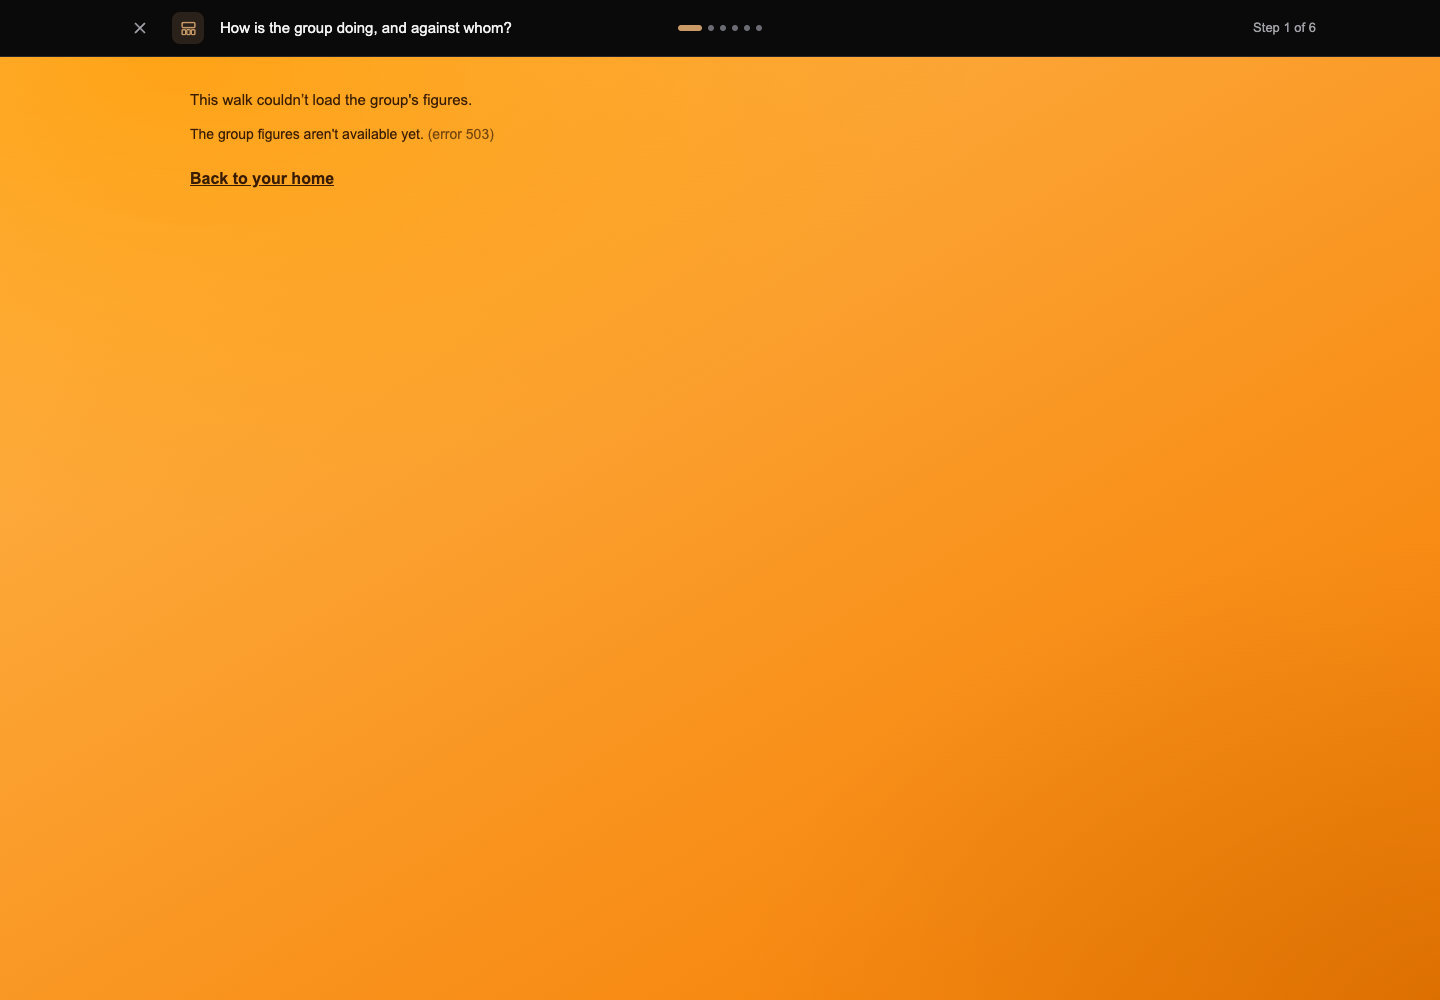 How is the group doing, and against whom?
Step 1 of 6
This walk couldn’t load the group's figures.
The group figures aren't available yet. (error 503)
Back to your home